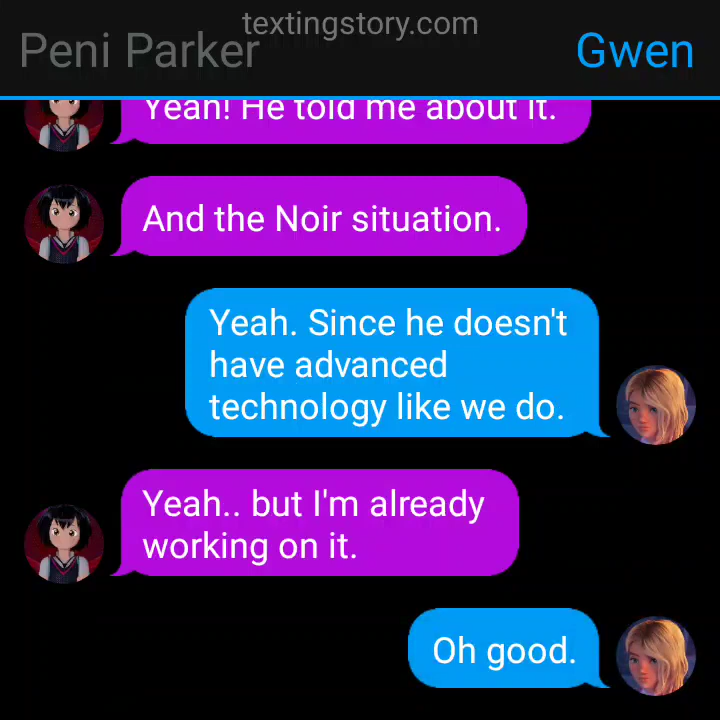 textingstory.com
Peni Parker
Gwen
Yeah! He told me about it.
And the Noir situation.
Yeah. Since he doesn't
have advanced
technology like we do.
Yeah.. but I'm already
working on it.
Oh good.